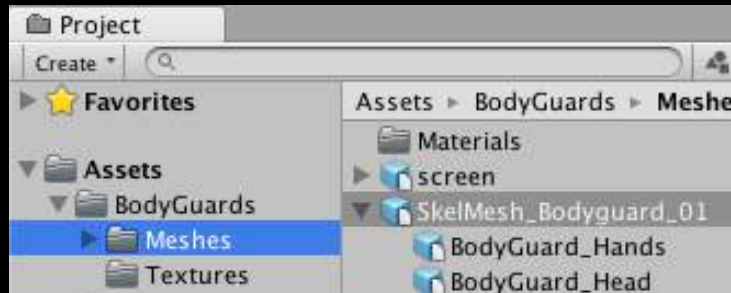 Project
Create
Favorites
Assets
BodyGuards
Meshes
Textures
Assets ▸ BodyGuards ▸ Meshe
Materials
screen
SkelMesh_Bodyguard_01
BodyGuard_Hands
BodyGuard_Head